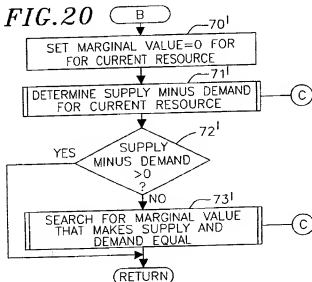 FIG.20
B
70'
SET MARGINAL VALUE=0 FOR
FOR CURRENT RESOURCE
71'
DETERMINE SUPPLY MINUS DEMAND
FOR CURRENT RESOURCE
C
72'
YES
SUPPLY
MINUS DEMAND
>0
?
NO
73'
SEARCH FOR MARGINAL VALUE
THAT MAKES SUPPLY AND
DEMAND EQUAL
C
RETURN